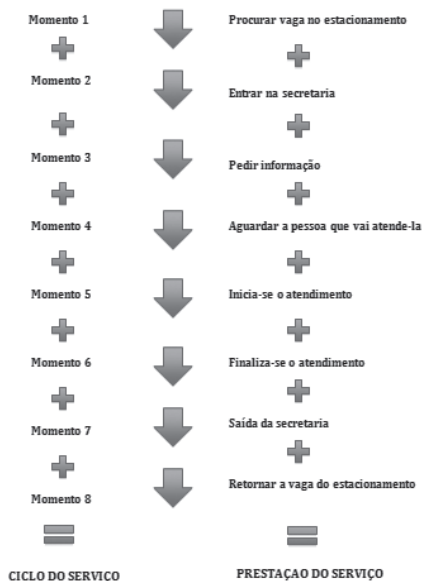 Momento 1
Procurar vaga no estacionamento
Momento 2
Entrar na secretaria
Momento 3
Pedir informação
Momento 4
Aguardar a pessoa que vai atende-la
Momento 5
Inicia-se o atendimento
Momento 6
Finaliza-se o atendimento
Momento 7
Saída da secretaria
Momento 8
Retornar a vaga do estacionamento
CICLO DO SERVIÇO
PRESTAÇAO DO SERVIÇO